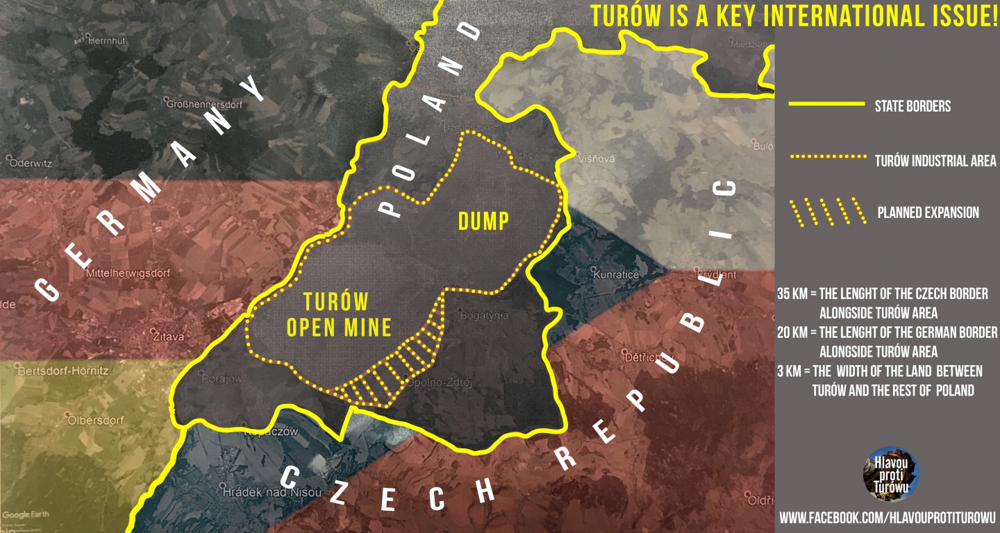 TURÓW IS A KEY INTERNATIONAL ISSUE!
Herrnhut
Großhennersdorf
Oderwitz
Mittelherwigsdorf
Žitava
Bertsdorf-Hörnitz
Olbersdorf
Porajów
Kopaczów
Hrádek nad Nisou
Opolno-Zdrój
Bogatynia
Višňová
Kunratice
Frýdlant
Dětřichov
GERMANY
POLAND
CZECH REPUBLIC
DUMP
TURÓW
OPEN MINE
Google Earth
STATE BORDERS
TURÓW INDUSTRIAL AREA
PLANNED EXPANSION
35 KM = THE LENGHT OF THE CZECH BORDER
ALONGSIDE TURÓW AREA
20 KM = THE LENGHT OF THE GERMAN BORDER
ALONGSIDE TURÓW AREA
3 KM = THE WIDTH OF THE LAND BETWEEN
TURÓW AND THE REST OF POLAND
Hlavou
proti
Turówu
WWW.FACEBOOK.COM/HLAVOUPROTITUROWU